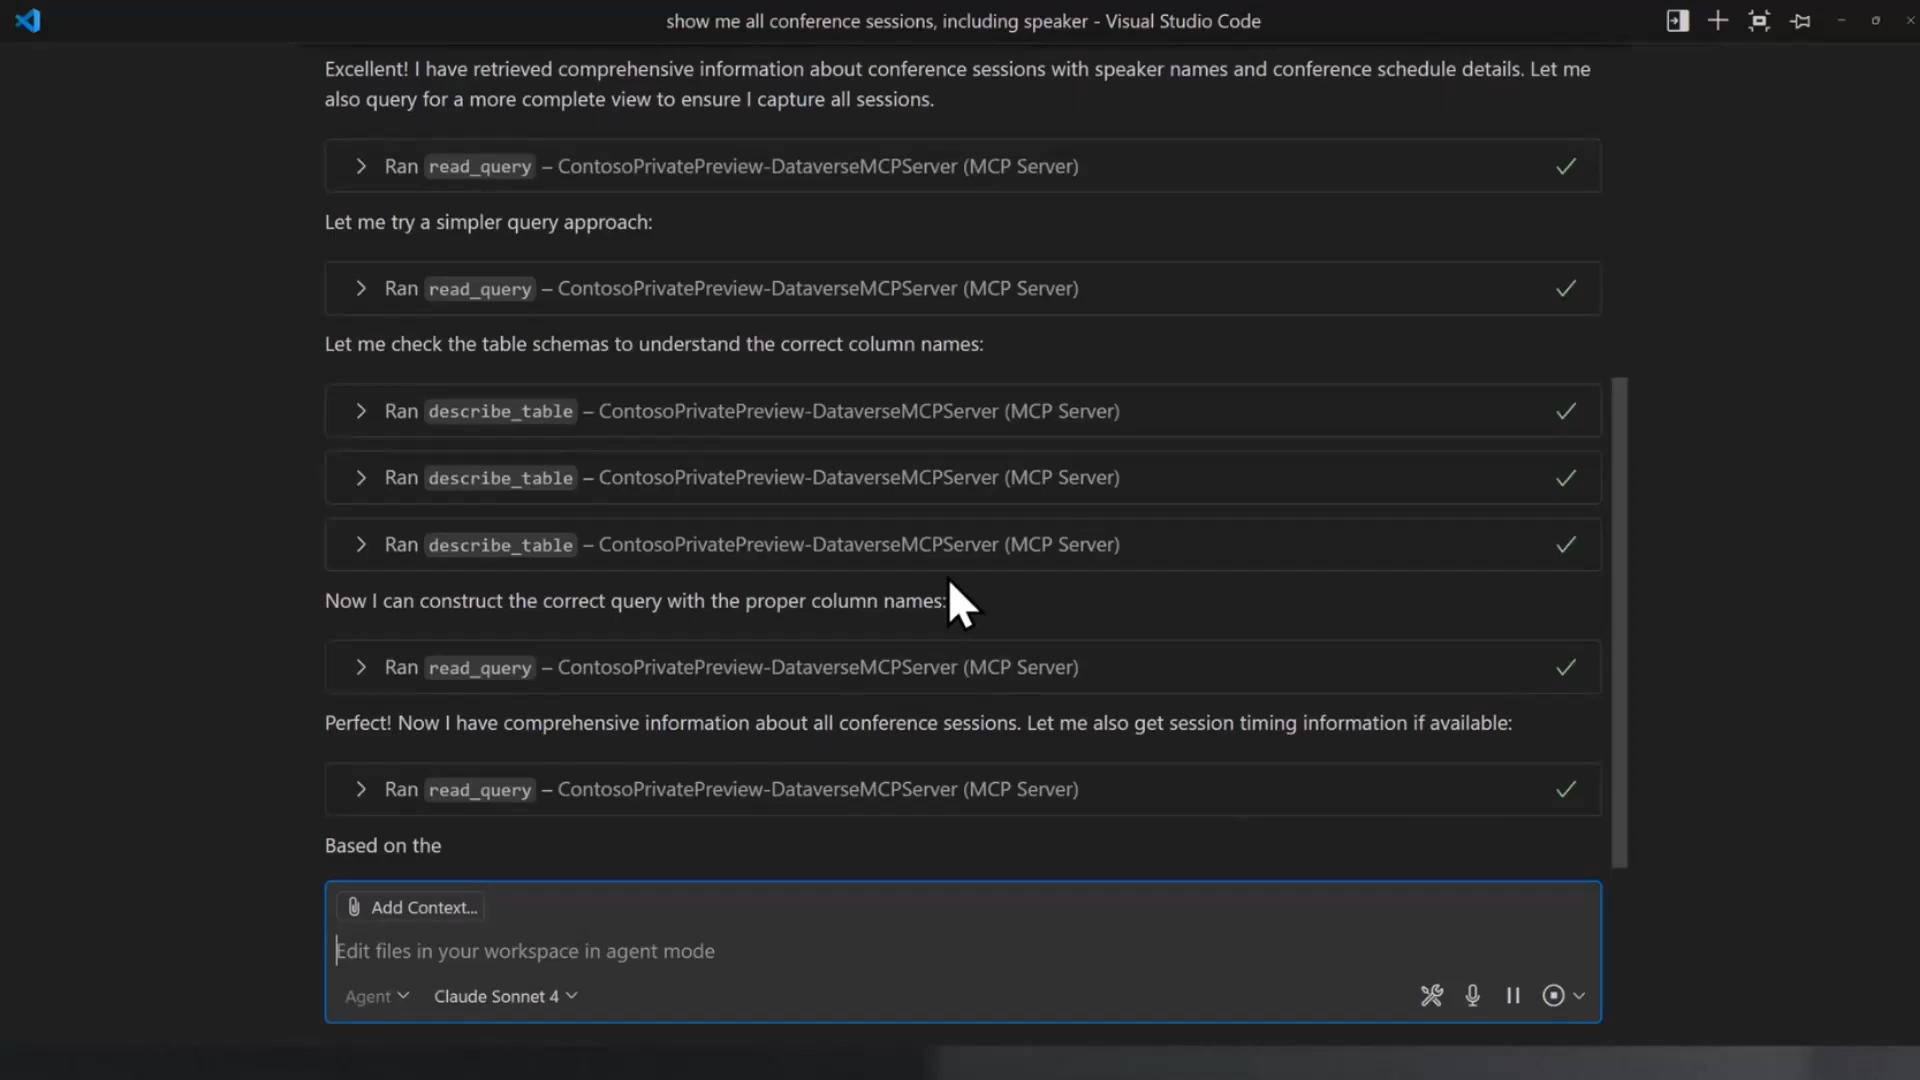 show me all conference sessions, including speaker - Visual Studio Code
Excellent! I have retrieved comprehensive information about conference sessions with speaker names and conference schedule details. Let me
also query for a more complete view to ensure I capture all sessions.
Ran read_query – ContosoPrivatePreview-DataverseMCPServer (MCP Server)
Let me try a simpler query approach:
Ran read_query – ContosoPrivatePreview-DataverseMCPServer (MCP Server)
Let me check the table schemas to understand the correct column names:
Ran describe_table – ContosoPrivatePreview-DataverseMCPServer (MCP Server)
Ran describe_table – ContosoPrivatePreview-DataverseMCPServer (MCP Server)
Ran describe_table – ContosoPrivatePreview-DataverseMCPServer (MCP Server)
Now I can construct the correct query with the proper column names:
Ran read_query – ContosoPrivatePreview-DataverseMCPServer (MCP Server)
Perfect! Now I have comprehensive information about all conference sessions. Let me also get session timing information if available:
Ran read_query – ContosoPrivatePreview-DataverseMCPServer (MCP Server)
Based on the
Add Context...
Edit files in your workspace in agent mode
Agent Claude Sonnet 4